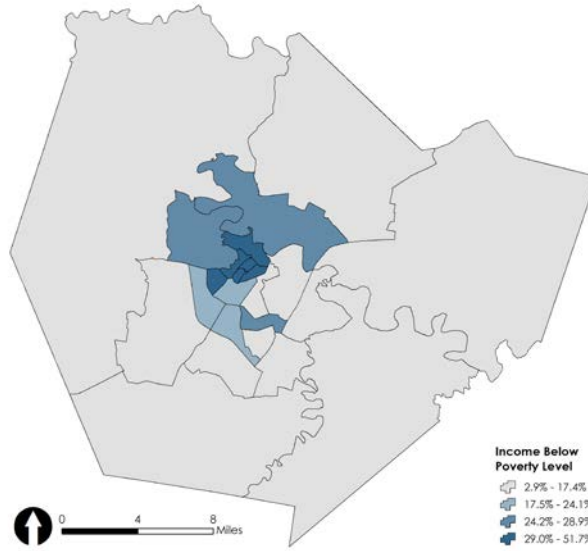 Income Below
Poverty Level
2.9% - 17.4%
17.5% - 24.1%
24.2% - 28.9%
29.0% - 51.7%
0 4 8
Miles